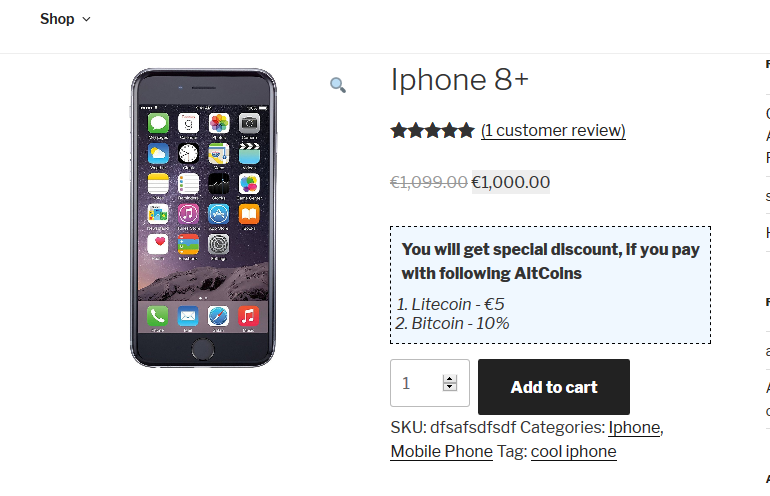 Shop
Iphone 8+
(1 customer review)
€1,099.00 €1,000.00
You will get special discount, if you pay
with following AltCoins
1. Litecoin - €5
2. Bitcoin - 10%
1
Add to cart
SKU: dfsafsdfsdf Categories: Iphone,
Mobile Phone Tag: cool iphone